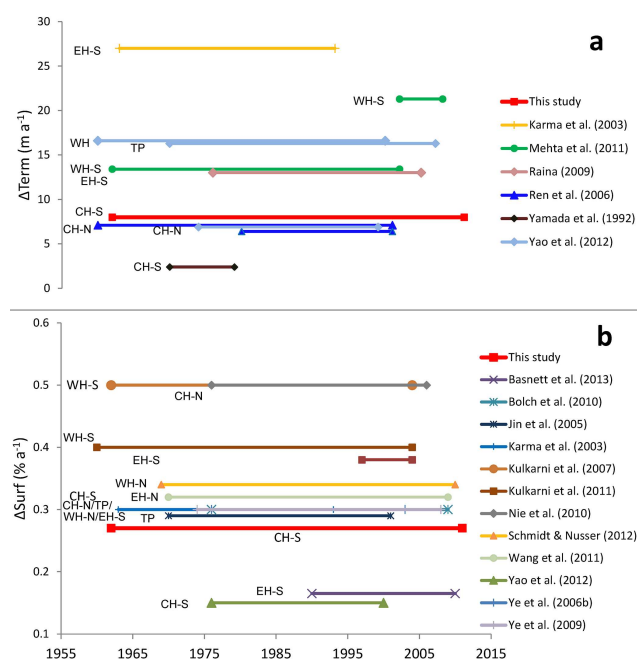 a
30
25
20
15
10
5
0
ΔTerm (m a⁻¹)
EH-S
WH-S
WH
TP
WH-S
EH-S
CH-S
CH-N
CH-N
CH-S
This study
Karma et al. (2003)
Mehta et al. (2011)
Raina (2009)
Ren et al. (2006)
Yamada et al. (1992)
Yao et al. (2012)
b
0.6
0.5
0.4
0.3
0.2
0.1
ΔSurf (% a⁻¹)
WH-S
CH-N
WH-S
EH-S
WH-N
CH-S
EH-N
CH-N/TP/
WH-N/EH-S
TP
CH-S
EH-S
CH-S
This study
Basnett et al. (2013)
Bolch et al. (2010)
Jin et al. (2005)
Karma et al. (2003)
Kulkarni et al. (2007)
Kulkarni et al. (2011)
Nie et al. (2010)
Schmidt & Nusser (2012)
Wang et al. (2011)
Yao et al. (2012)
Ye et al. (2006b)
Ye et al. (2009)
1955 1965 1975 1985 1995 2005 2015